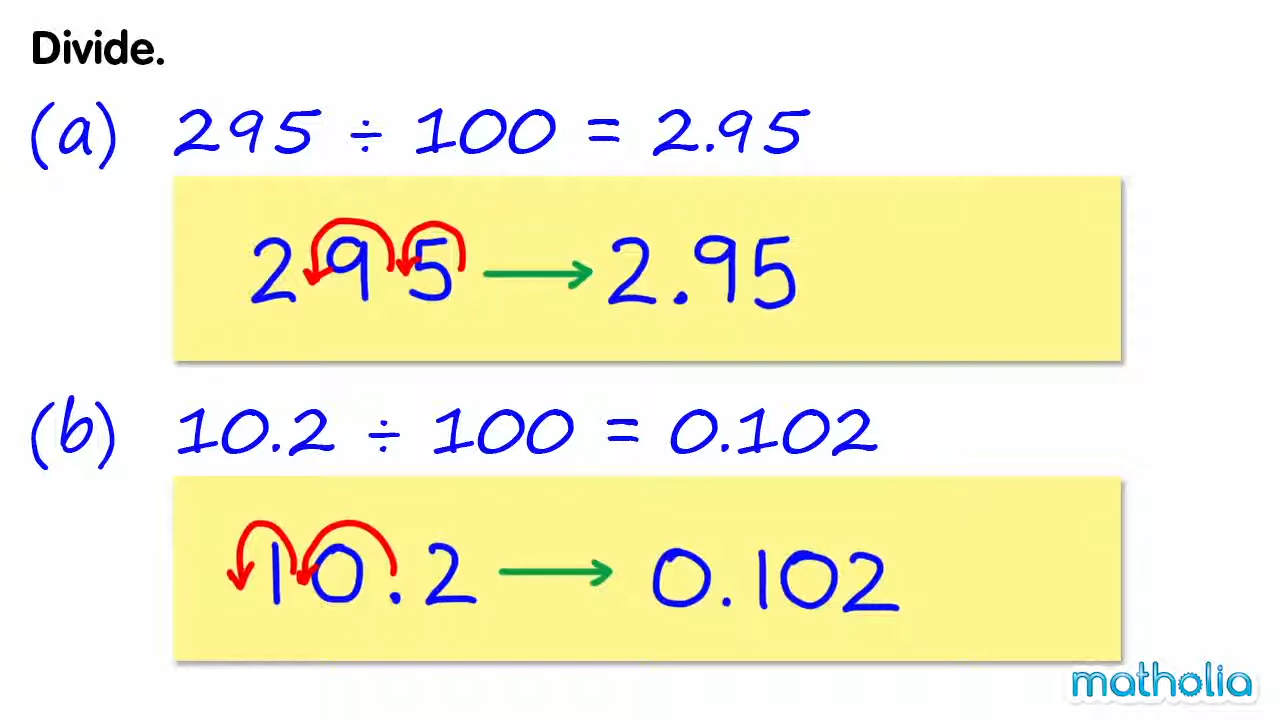 Divide.
(a) 295 ÷ 100 = 2.95
295 → 2.95
(b) 10.2 ÷ 100 = 0.102
10.2 → 0.102
matholia